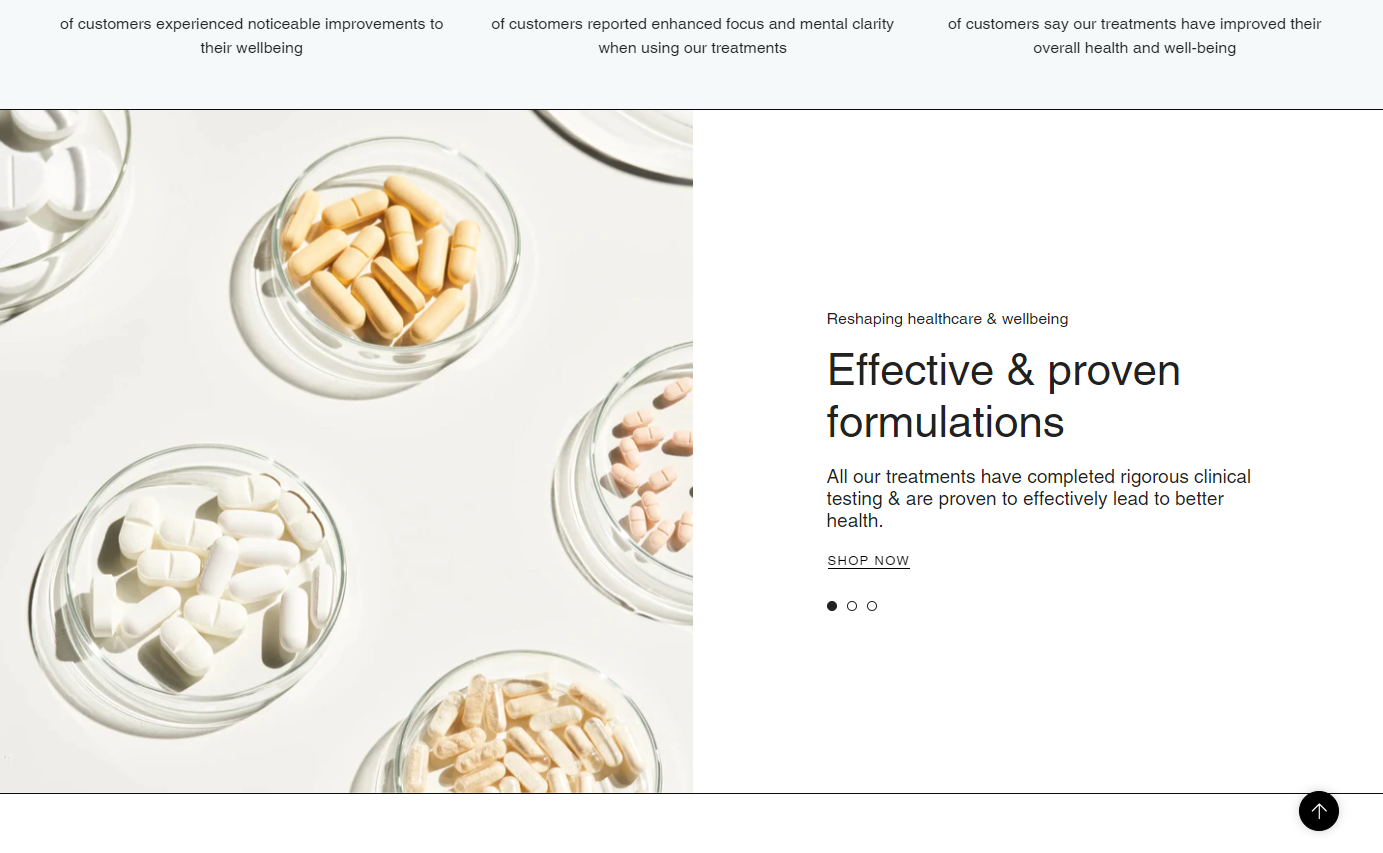 of customers experienced noticeable improvements to
their wellbeing
of customers reported enhanced focus and mental clarity
when using our treatments
of customers say our treatments have improved their
overall health and well-being
Reshaping healthcare & wellbeing
Effective & proven
formulations
All our treatments have completed rigorous clinical
testing & are proven to effectively lead to better
health.
SHOP NOW